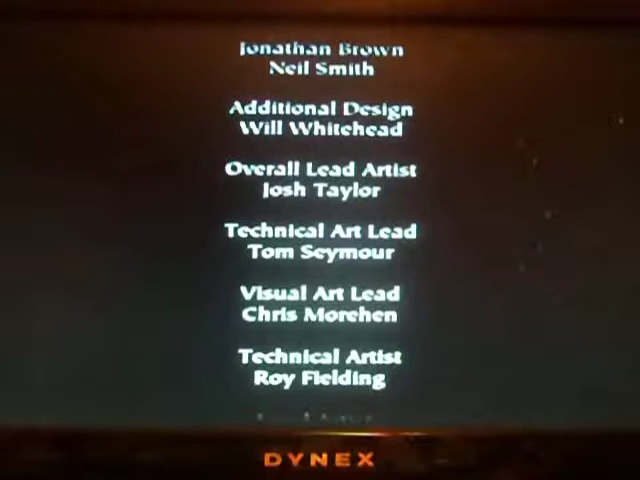 Jonathan Brown
Neil Smith
Additional Design
Will Whitehead
Overall Lead Artist
Josh Taylor
Technical Art Lead
Tom Seymour
Visual Art Lead
Chris Morehen
Technical Artist
Roy Fielding
DYNEX